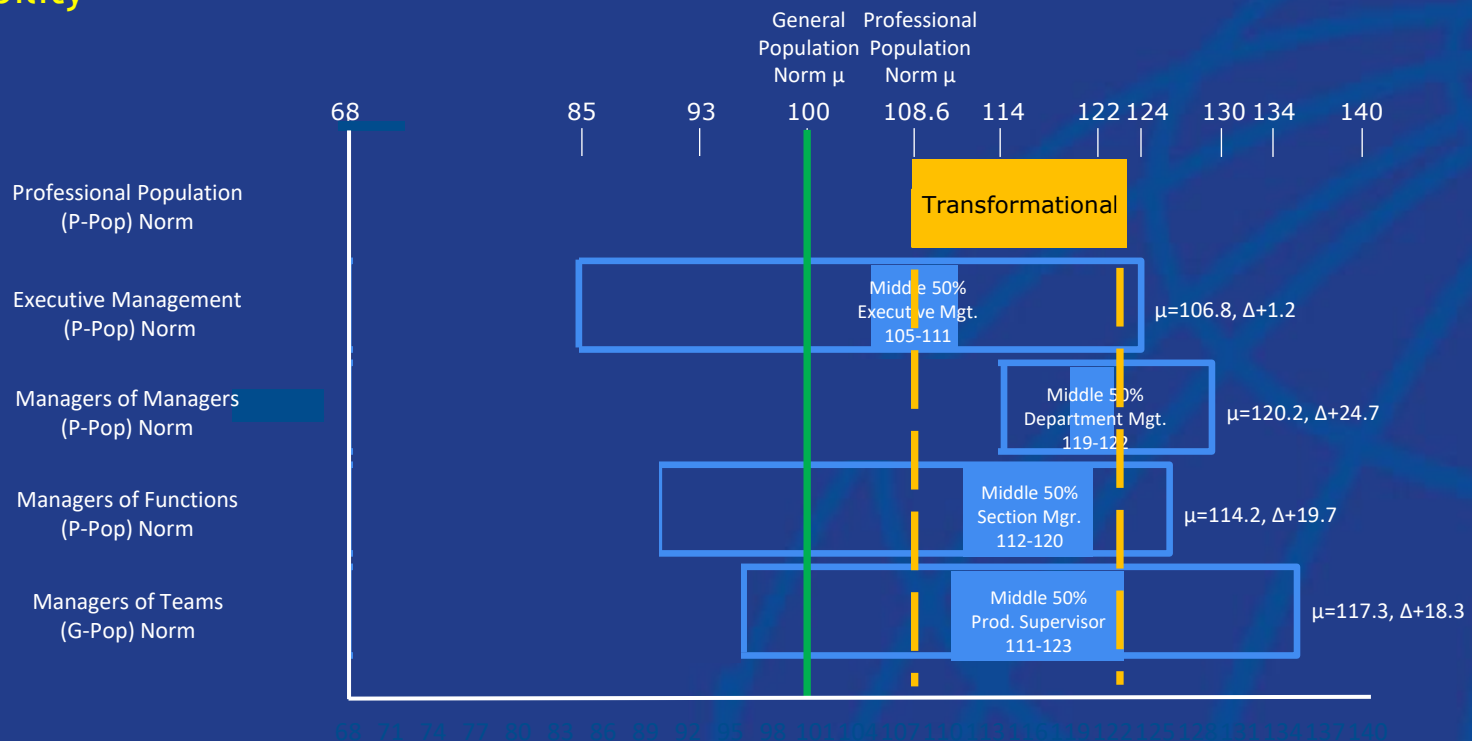 General
Population
Norm µ
Professional
Population
Norm µ
68 85 93 100 108.6 114 122 124 130 134 140
Professional Population
(P-Pop) Norm
Transformational
Executive Management
(P-Pop) Norm
Middle 50%
Executive Mgt.
105-111
µ=106.8, Δ+1.2
Managers of Managers
(P-Pop) Norm
Middle 50%
Department Mgt.
119-122
µ=120.2, Δ+24.7
Managers of Functions
(P-Pop) Norm
Middle 50%
Section Mgr.
112-120
µ=114.2, Δ+19.7
Managers of Teams
(G-Pop) Norm
Middle 50%
Prod. Supervisor
111-123
µ=117.3, Δ+18.3